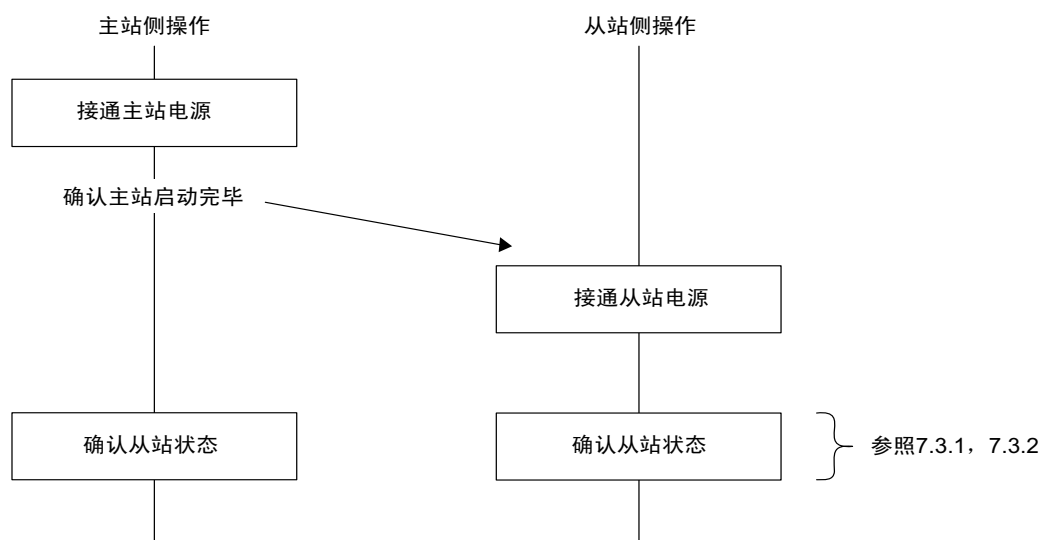 主站侧操作
从站侧操作
接通主站电源
确认主站启动完毕
接通从站电源
确认从站状态
确认从站状态
参照7.3.1，7.3.2